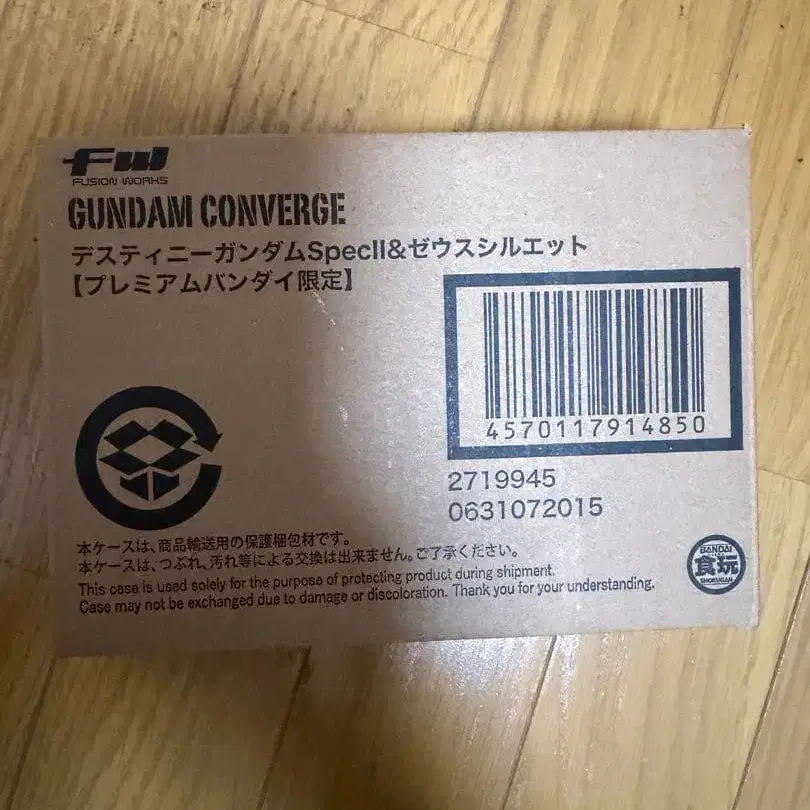 FW
FUSION WORKS
GUNDAM CONVERGE
デスティニーガンダムSpecII&ゼウスシルエット
【プレミアムバンダイ限定】
4570117914850
2719945
0631072015
本ケースは、商品輸送用の保護梱包材です。
本ケースは、つぶれ、汚れ等による交換は出来ません。ご了承ください。
This case is used solely for the purpose of protecting product during shipment.
Case may not be exchanged due to damage or discoloration. Thank you for your understanding.
BANDAI
食玩
SHOKUGAN